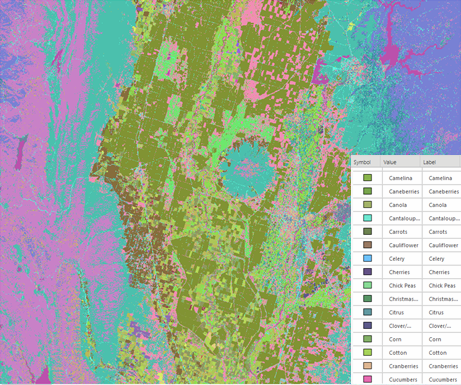 Symbol Value Label
Camelina Camelina
Caneberries Caneberries
Canola Canola
Cantaloup... Cantaloup...
Carrots Carrots
Cauliflower Cauliflower
Celery Celery
Cherries Cherries
Chick Peas Chick Peas
Christmas... Christmas...
Citrus Citrus
Clover/... Clover/...
Corn Corn
Cotton Cotton
Cranberries Cranberries
Cucumbers Cucumbers